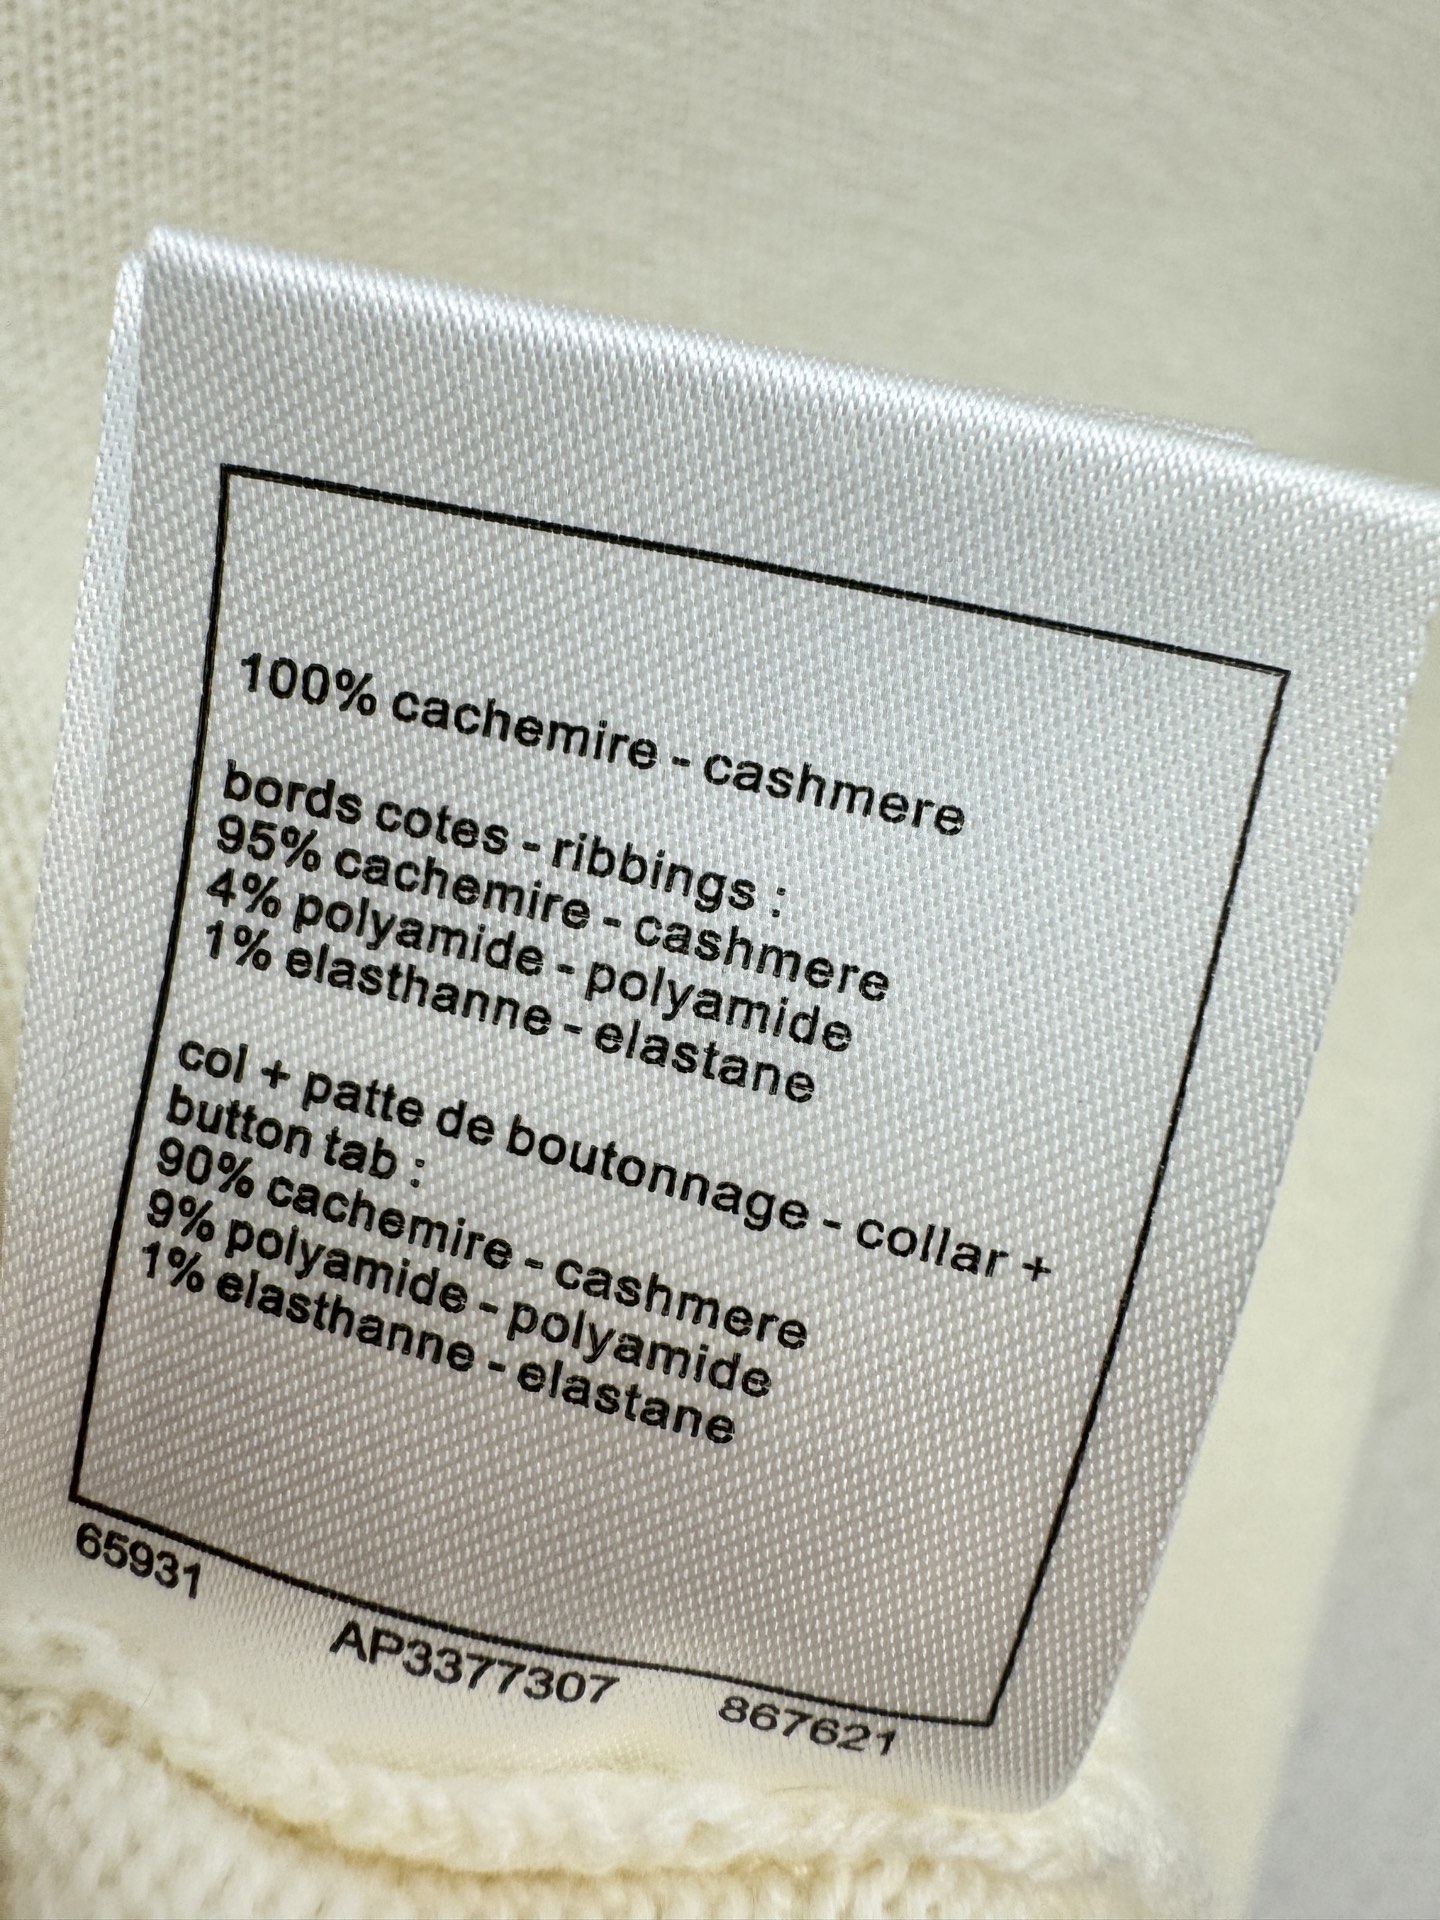 100% cachemire - cashmere
bords cotes - ribbings :
95% cachemire - cashmere
4% polyamide - polyamide
1% elasthanne - elastane
col + patte de boutonnage - collar +
button tab :
90% cachemire - cashmere
9% polyamide - polyamide
1% elasthanne - elastane
65931 AP3377307 867621